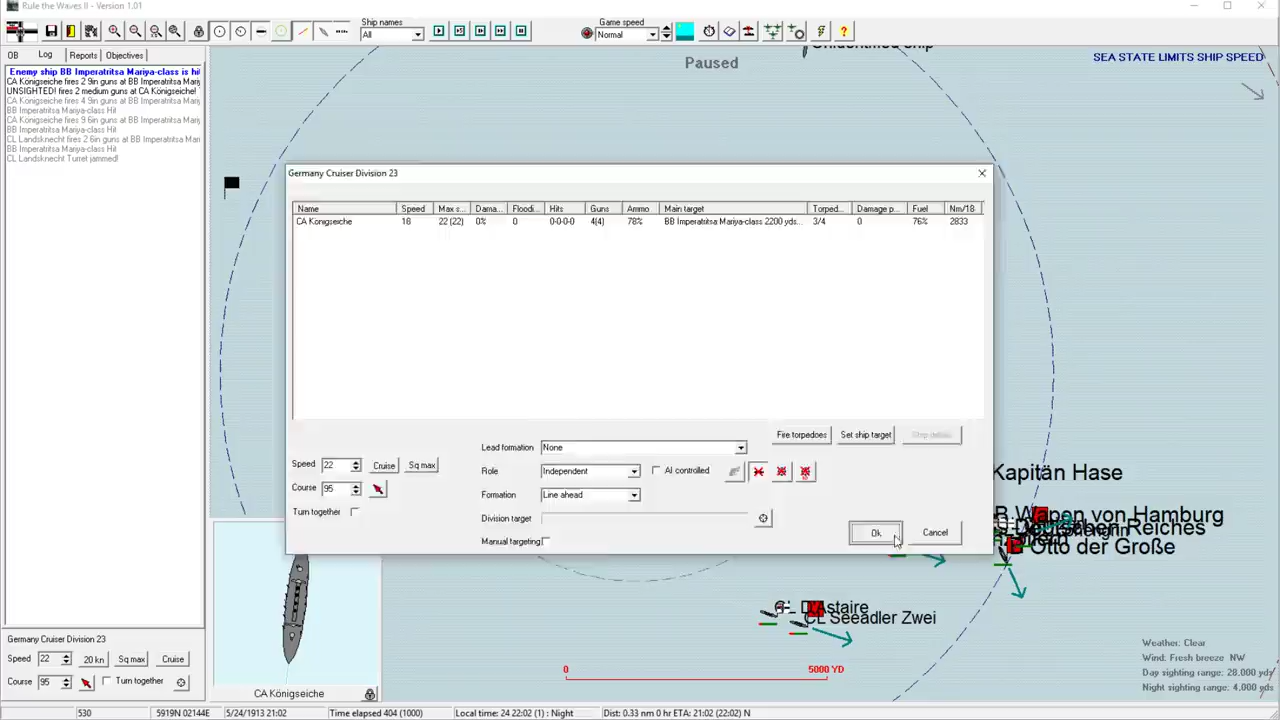 Rule the Waves II - Version 1.01
Ship names
All
Game speed
Normal
OB Log Reports Objectives
Enemy ship BB Imperatritsa Mariya-class is hit
CA Königseiche fires 2 9in guns at BB Imperatritsa Mariy
UNSIGHTED! fires 2 medium guns at CA Königseiche!
CA Königseiche fires 4 9in guns at BB Imperatritsa Mariy
BB Imperatritsa Mariya-class Hit
CA Königseiche fires 9 6in guns at BB Imperatritsa Mariy
BB Imperatritsa Mariya-class Hit
CL Landsknecht fires 2 6in guns at BB Imperatritsa Mar
BB Imperatritsa Mariya-class Hit
CL Landsknecht Turret jammed!
Unidentified ship
Paused
SEA STATE LIMITS SHIP SPEED
Germany Cruiser Division 23
Name Speed Max s... Dama... Floodi... Hits Guns Ammo Main target Torped... Damage p... Fuel Nm/18
CA Königseiche 18 22 (22) 0% 0 0-0-0-0 4(4) 78% BB Imperatritsa Mariya-class 2200 yds... 3/4 0 76% 2833
Fire torpedoes Set ship target
Lead formation None
Speed 22 Cruise Sq max
Role Independent AI controlled
Course 95
Formation Line ahead
Turn together
Division target
Manual targeting
Ok Cancel
Kapitän Hase
Wapen von Hamburg
Deutschen Reiches
Otto der Große
CL D'Astaire
CL Seeadler Zwei
0 5000 YD
Weather: Clear
Wind: Fresh breeze NW
Day sighting range: 28.000 yds
Night sighting range: 4.000 yds
Germany Cruiser Division 23
Speed 22 20 kn Sq max Cruise
Course 95 Turn together
CA Königseiche
530 5919N 02144E 5/24/1913 21:02 Time elapsed 404 (1000) Local time: 24 22:02 (1) : Night Dist: 0.33 nm 0 hr ETA: 21:02 (22:02) N